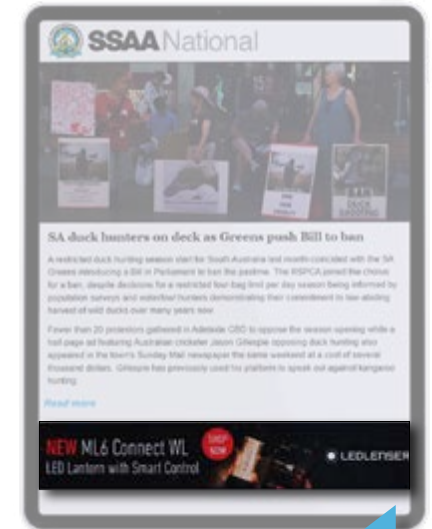 SSAA National
BAN DUCK SHOOTING
SA duck hunters on deck as Greens push Bill to ban
A restricted duck hunting season start for South Australia last month coincided with the SA
Greens introducing a Bill in Parliament to ban the pastime. The RSPCA joined the chorus
for a ban, despite decisions for a restricted four-bag limit per day season being informed by
population surveys and waterfowl hunters demonstrating their commitment to law-abiding
harvest of wild ducks over many years now.
Fewer than 20 protestors gathered in Adelaide CBD to oppose the season opening while a
half page ad featuring Australian cricketer Jason Gillespie opposing duck hunting also
appeared in the town's Sunday Mail newspaper the same weekend at a cost of several
thousand dollars. Gillespie has previously used his platform to speak out against kangaroo
hunting.
Read more
NEW ML6 Connect WL
LED Lantern with Smart Control
SHOP
NOW
LEDLENSER